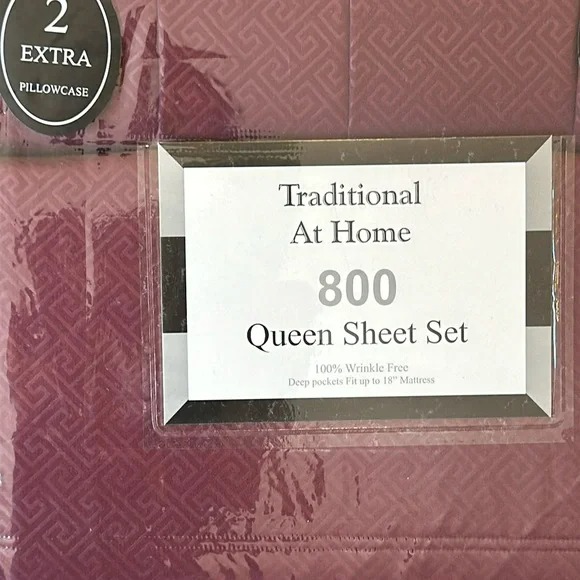 2
EXTRA
PILLOWCASE
Traditional
At Home
800
Queen Sheet Set
100% Wrinkle Free
Deep pockets Fit up to 18" Mattress